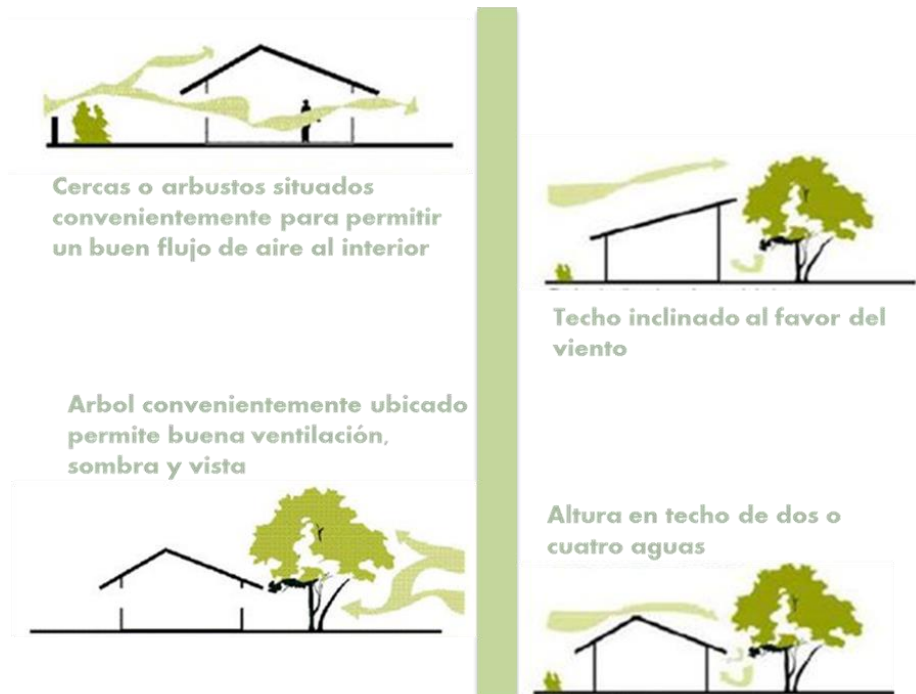 Cercas o arbustos situados
convenientemente para permitir
un buen flujo de aire al interior
Techo inclinado al favor del
viento
Arbol convenientemente ubicado
permite buena ventilación,
sombra y vista
Altura en techo de dos o
cuatro aguas